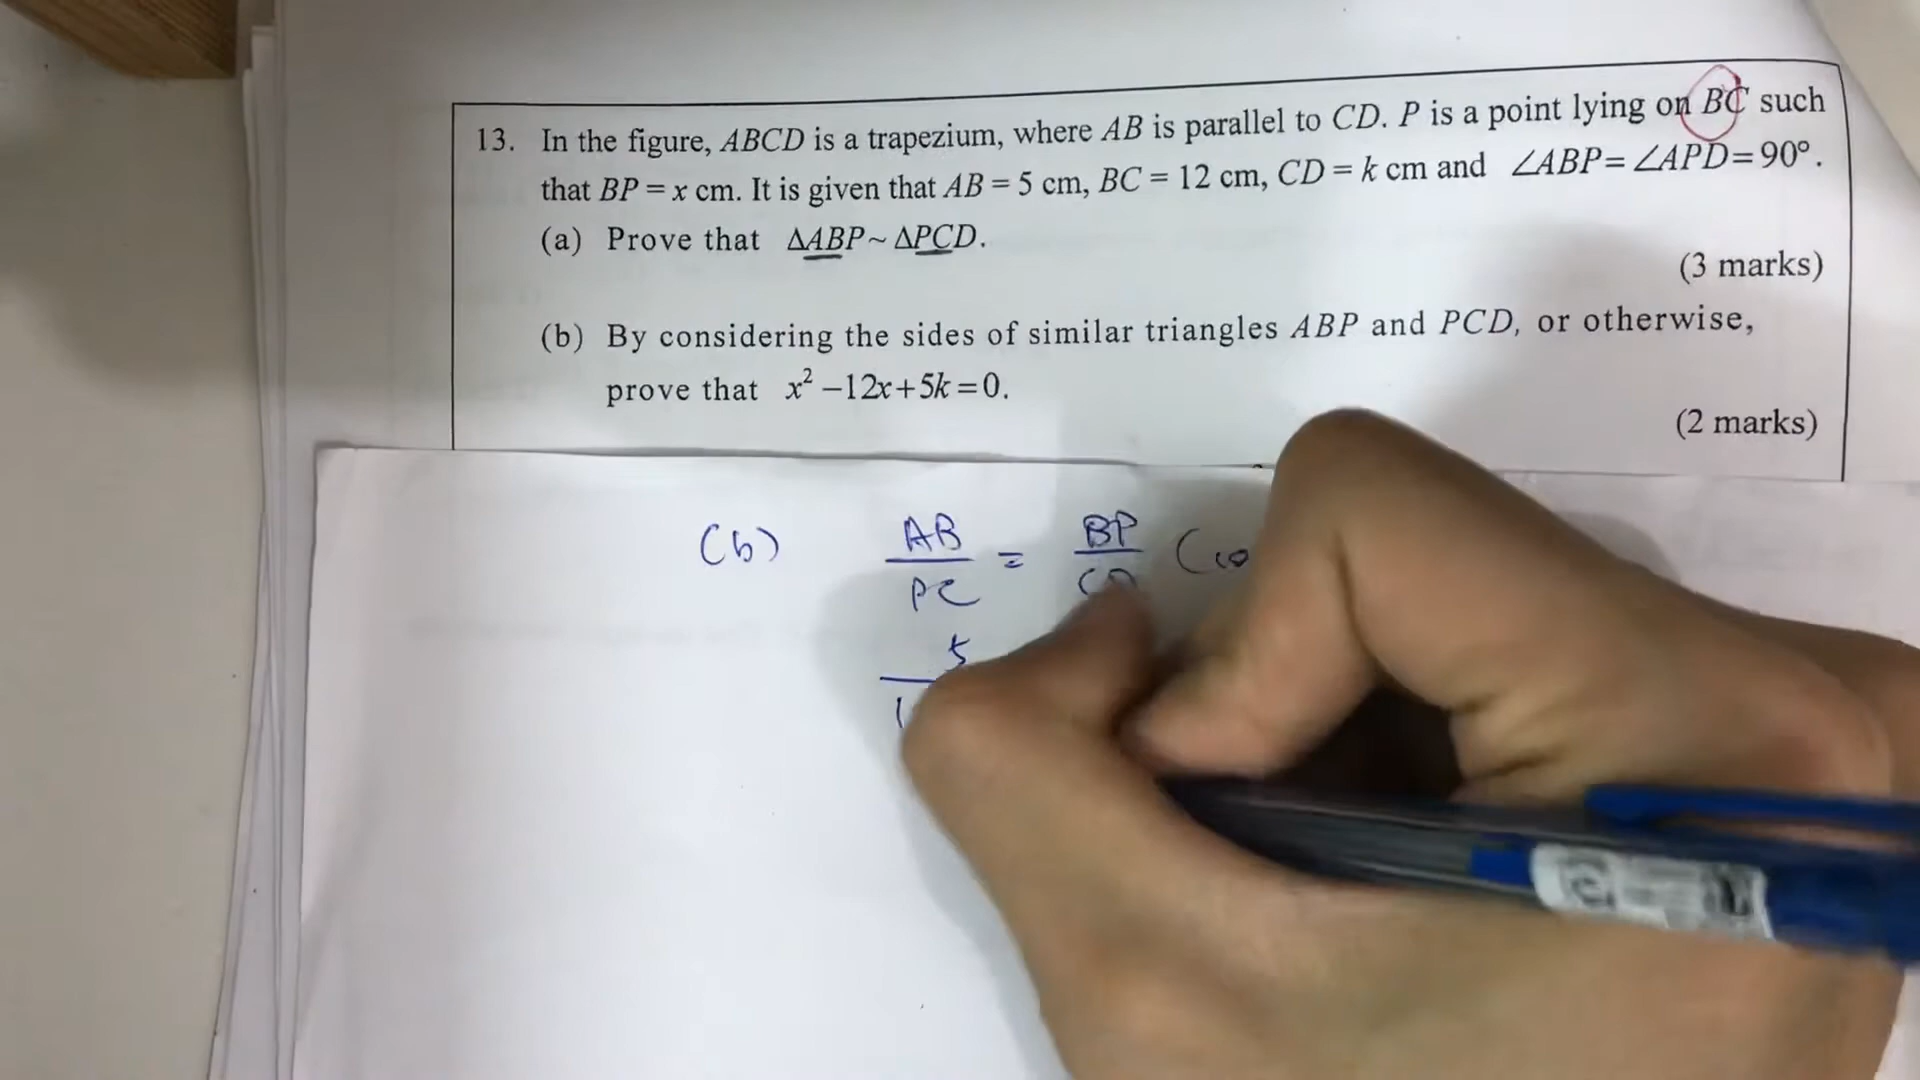 13. In the figure, ABCD is a trapezium, where AB is parallel to CD. P is a point lying on BC such
that BP = x cm. It is given that AB = 5 cm, BC = 12 cm, CD = k cm and ∠ABP = ∠APD = 90°.
(a) Prove that ΔABP ~ ΔPCD.
(3 marks)
(b) By considering the sides of similar triangles ABP and PCD, or otherwise,
prove that x² − 12x + 5k = 0.
(2 marks)
(b) AB/PC = BP/CD (co
5